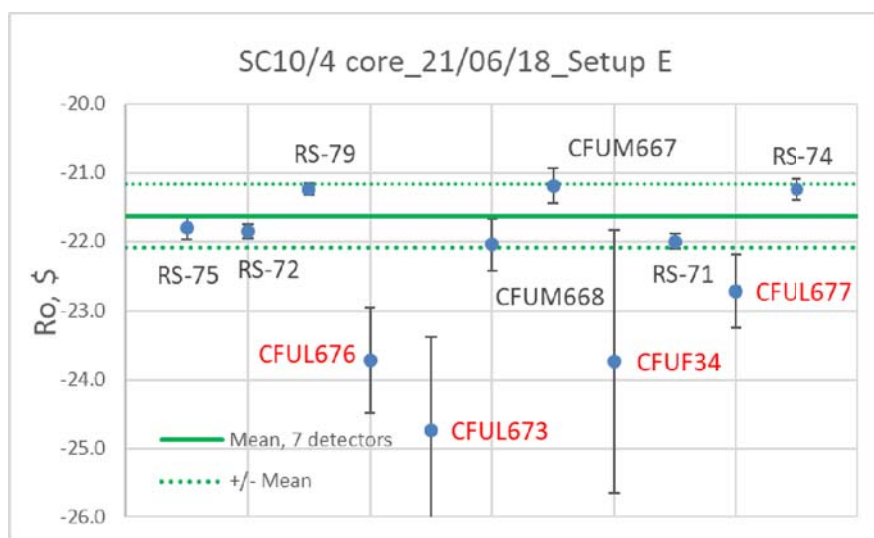 SC10/4 core_21/06/18_Setup E
Ro, $
-20.0
-21.0
-22.0
-23.0
-24.0
-25.0
-26.0
RS-79
CFUM667
RS-74
RS-75
RS-72
CFUM668
RS-71
CFUL677
CFUL676
CFUF34
CFUL673
Mean, 7 detectors
+/- Mean